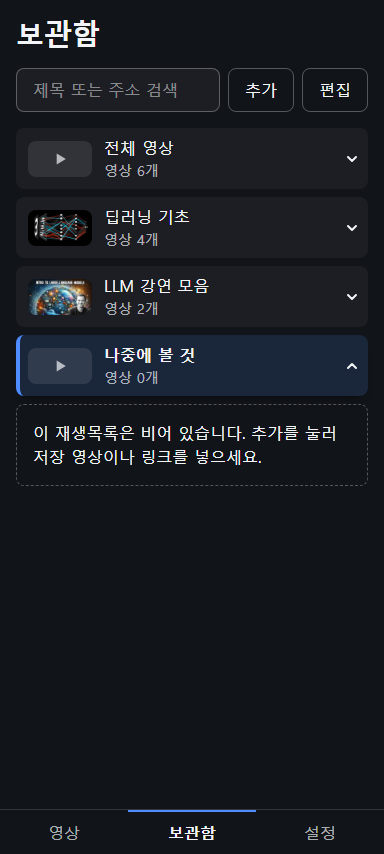 보관함
제목 또는 주소 검색
추가
편집
전체 영상
영상 6개
딥러닝 기초
영상 4개
LLM 강연 모음
영상 2개
나중에 볼 것
영상 0개
이 재생목록은 비어 있습니다. 추가를 눌러
저장 영상이나 링크를 넣으세요.
영상
보관함
설정